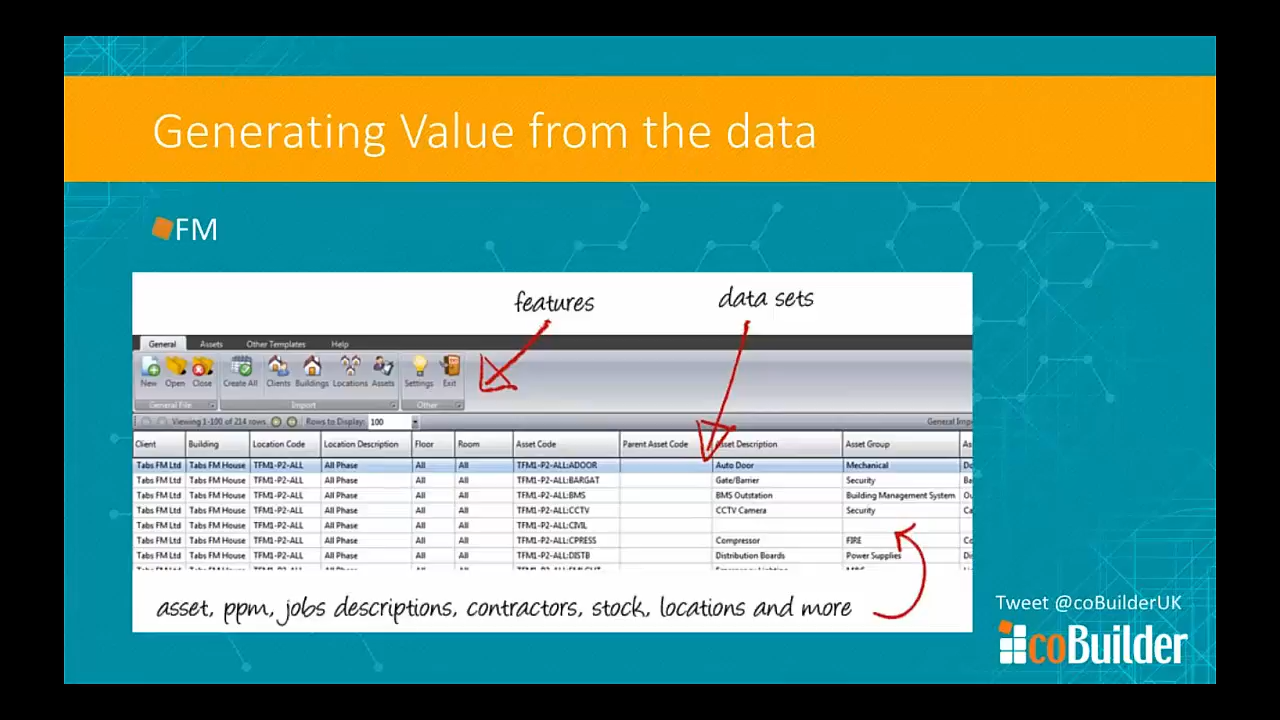 Generating Value from the data
FM
features
data sets
General Assets Other Templates Help
New Open Close Create All Clients Buildings Locations Assets Settings Exit
General File Import Other
Viewing 1-100 of 214 rows Rows to Display: 100 General Imp
Client Building Location Code Location Description Floor Room Asset Code Parent Asset Code Asset Description Asset Group As
Tabs FM Ltd Tabs FM House TFM1-P2-ALL All Phase All All TFM1-P2-ALL:ADOOR Auto Door Mechanical Do
Tabs FM Ltd Tabs FM House TFM1-P2-ALL All Phase All All TFM1-P2-ALL:BARGAT Gate/Barrier Security Ba
Tabs FM Ltd Tabs FM House TFM1-P2-ALL All Phase All All TFM1-P2-ALL:BMS BMS Outstation Building Management System Ou
Tabs FM Ltd Tabs FM House TFM1-P2-ALL All Phase All All TFM1-P2-ALL:CCTV CCTV Camera Security Ca
Tabs FM Ltd Tabs FM House TFM1-P2-ALL All Phase All All TFM1-P2-ALL:CIVIL
Tabs FM Ltd Tabs FM House TFM1-P2-ALL All Phase All All TFM1-P2-ALL:CPRESS Compressor FIRE Co
Tabs FM Ltd Tabs FM House TFM1-P2-ALL All Phase All All TFM1-P2-ALL:DISTB Distribution Boards Power Supplies Di
asset, ppm, jobs descriptions, contractors, stock, locations and more
Tweet @coBuilderUK
coBuilder